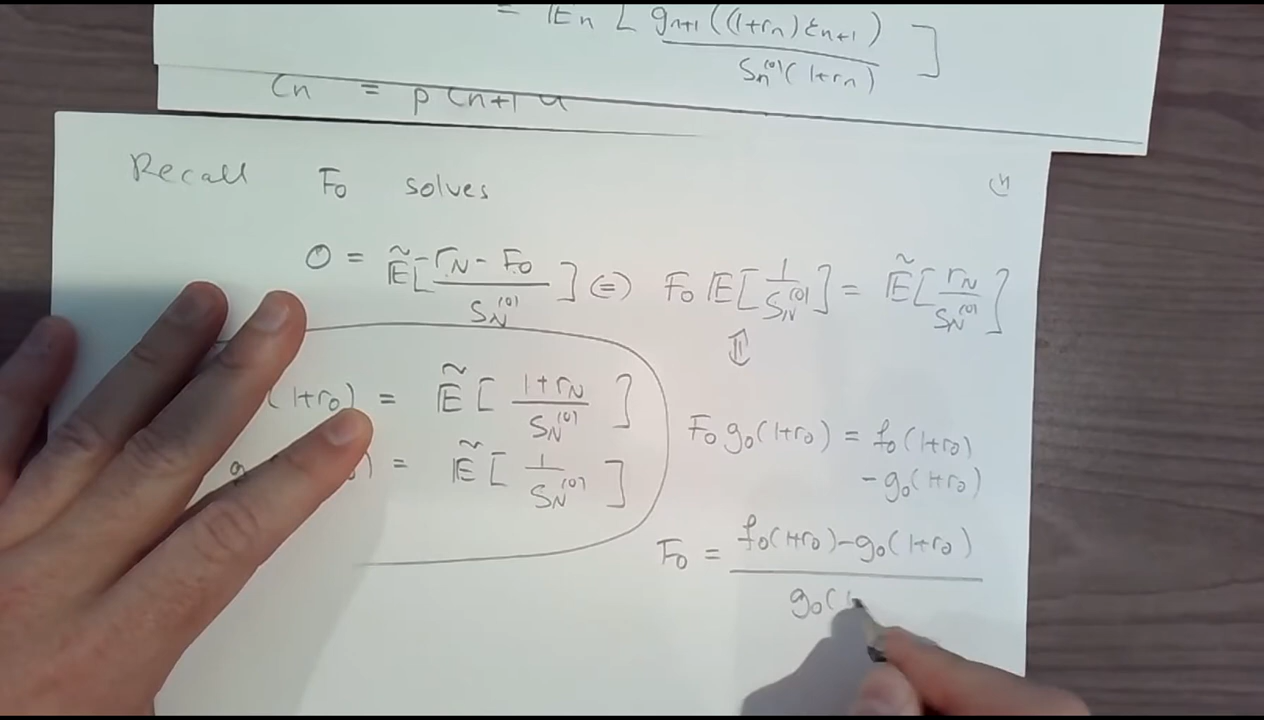 = 𝔼n [ gn+1((1+rn)εn+1) / Sn^(0)(1+rn) ]
Cn = p Cn+1 u
Recall F0 solves
0 = 𝔼̃[ rN - F0 / SN^(0) ] (=) F0 𝔼[ 1 / SN^(0) ] = 𝔼̃[ rN / SN^(0) ]
⇕
(1+r0) = 𝔼̃[ 1+rN / SN^(0) ]
F0 g0(1+r0) = f0(1+r0)
- g0(1+r0)
g ) = 𝔼̃[ 1 / SN^(0) ]
F0 = f0(1+r0)-g0(1+r0) / g0(1